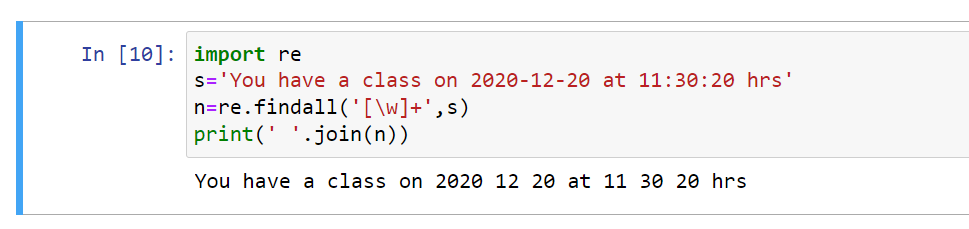 In [10]: import re
s='You have a class on 2020-12-20 at 11:30:20 hrs'
n=re.findall('[\w]+',s)
print(' '.join(n))
You have a class on 2020 12 20 at 11 30 20 hrs